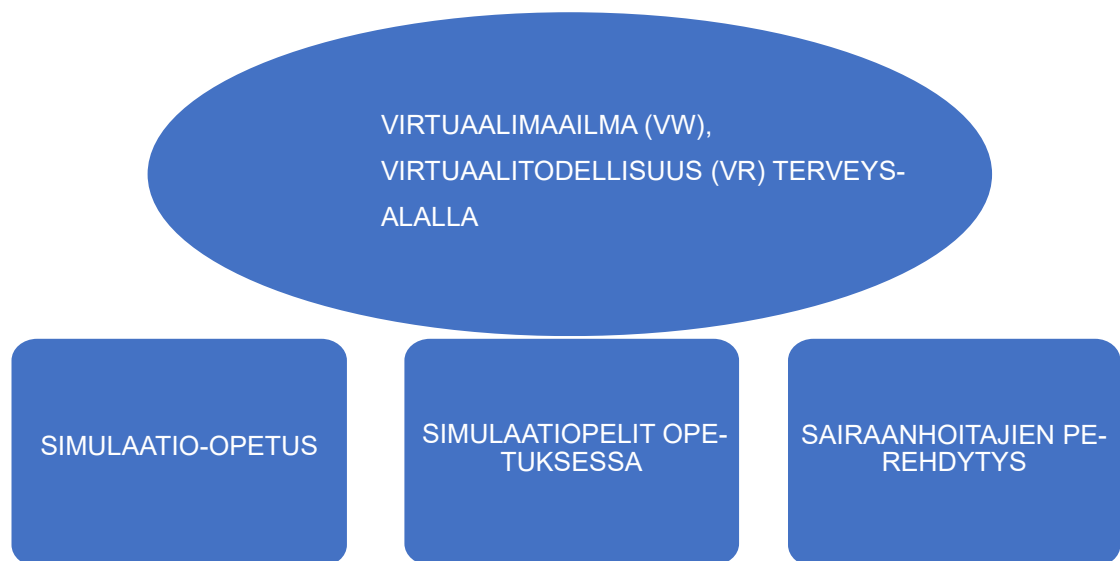 VIRTUAALIMAAILMA (VW),
VIRTUAALITODELLISUUS (VR) TERVEYS-
ALALLA
SIMULAATIO-OPETUS
SIMULAATIOPELIT OPE-
TUKSESSA
SAIRAANHOITAJIEN PE-
REHDYTYS